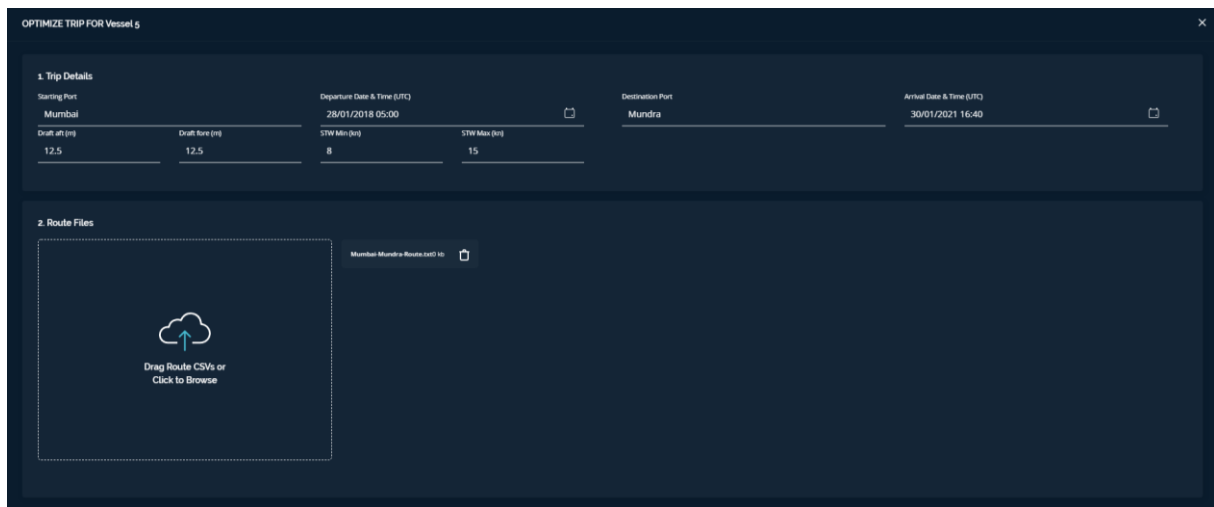 OPTIMIZE TRIP FOR Vessel 5
1. Trip Details
Starting Port
Departure Date & Time (UTC)
Destination Port
Arrival Date & Time (UTC)
Mumbai
28/01/2018 05:00
Mundra
30/01/2021 16:40
Draft aft (m)
Draft fore (m)
STW Min (kn)
STW Max (kn)
12.5
12.5
8
15
2. Route Files
Mumbai-Mundra-Route.txt0 kb
Drag Route CSVs or
Click to Browse